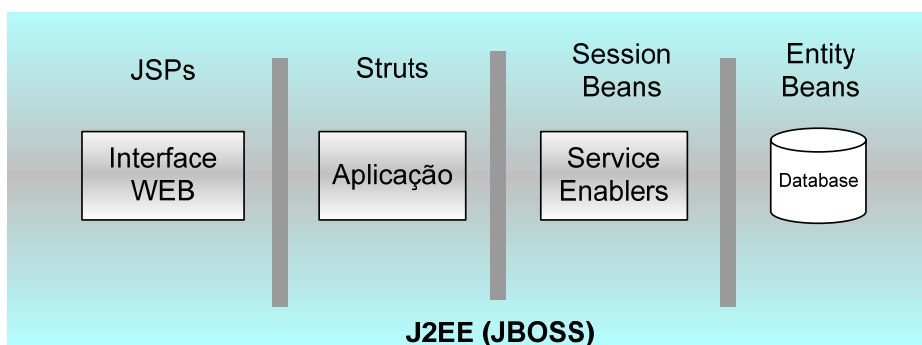 JSPs
Struts
Session
Beans
Entity
Beans
Interface
WEB
Aplicação
Service
Enablers
Database
J2EE (JBOSS)